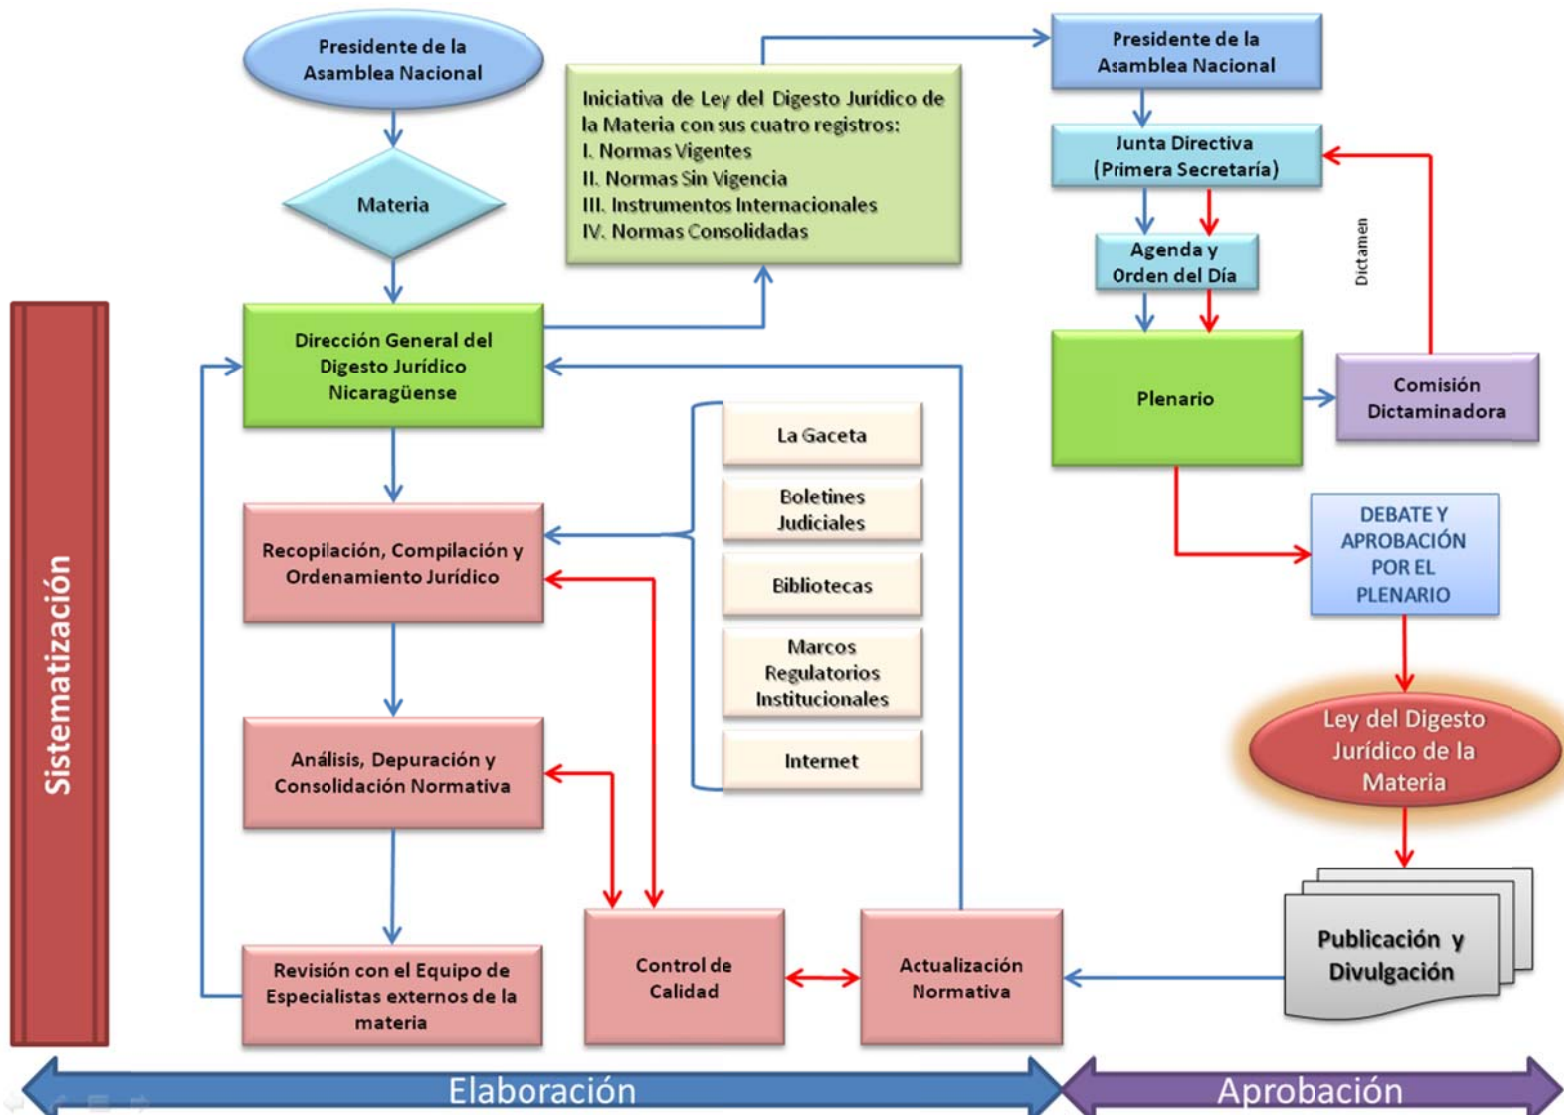 Presidente de la
Asamblea Nacional
Materia
Dirección General del
Digesto Jurídico
Nicaragüense
Iniciativa de Ley del Digesto Jurídico de
la Materia con sus cuatro registros:
I. Normas Vigentes
II. Normas Sin Vigencia
III. Instrumentos Internacionales
IV. Normas Consolidadas
Presidente de la
Asamblea Nacional
Junta Directiva
(Primera Secretaría)
Agenda y
Orden del Día
Dictamen
Plenario
Comisión
Dictaminadora
Sistematización
Recopilación, Compilación y
Ordenamiento Jurídico
La Gaceta
Boletines
Judiciales
Bibliotecas
Marcos
Regulatorios
Institucionales
Internet
Análisis, Depuración y
Consolidación Normativa
Revisión con el Equipo de
Especialistas externos de la
materia
Control de
Calidad
Actualización
Normativa
DEBATE Y
APROBACIÓN
POR EL
PLENARIO
Ley del Digesto
Jurídico de la
Materia
Publicación y
Divulgación
Elaboración
Aprobación